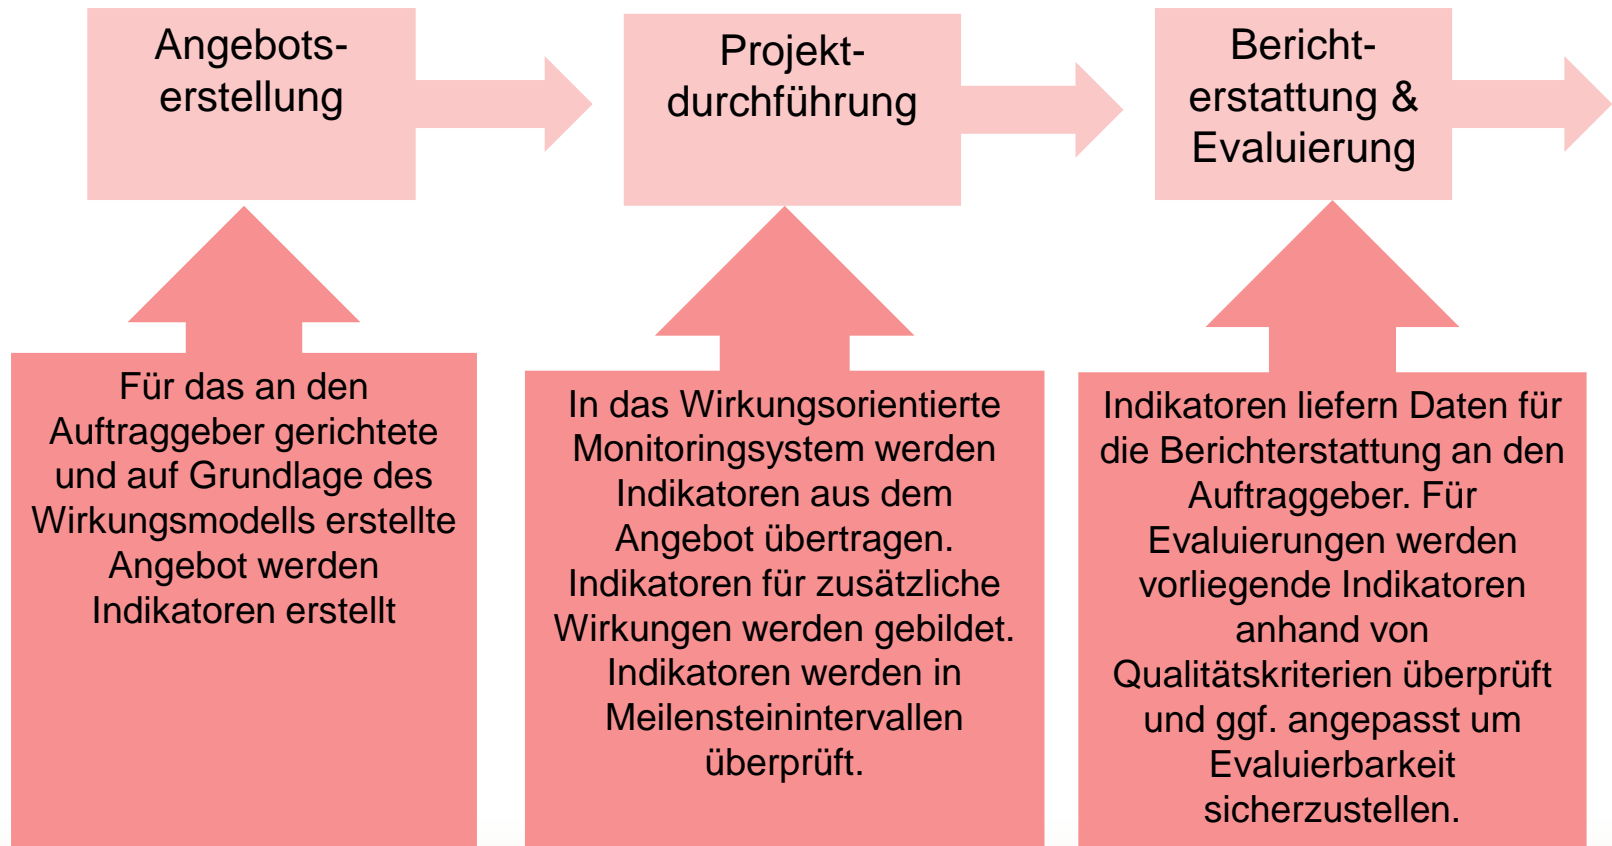 Angebots-
erstellung
Projekt-
durchführung
Bericht-
erstattung &
Evaluierung
Für das an den
Auftraggeber gerichtete
und auf Grundlage des
Wirkungsmodells erstellte
Angebot werden
Indikatoren erstellt
In das Wirkungsorientierte
Monitoringsystem werden
Indikatoren aus dem
Angebot übertragen.
Indikatoren für zusätzliche
Wirkungen werden gebildet.
Indikatoren werden in
Meilensteinintervallen
überprüft.
Indikatoren liefern Daten für
die Berichterstattung an den
Auftraggeber. Für
Evaluierungen werden
vorliegende Indikatoren
anhand von
Qualitätskriterien überprüft
und ggf. angepasst um
Evaluierbarkeit
sicherzustellen.